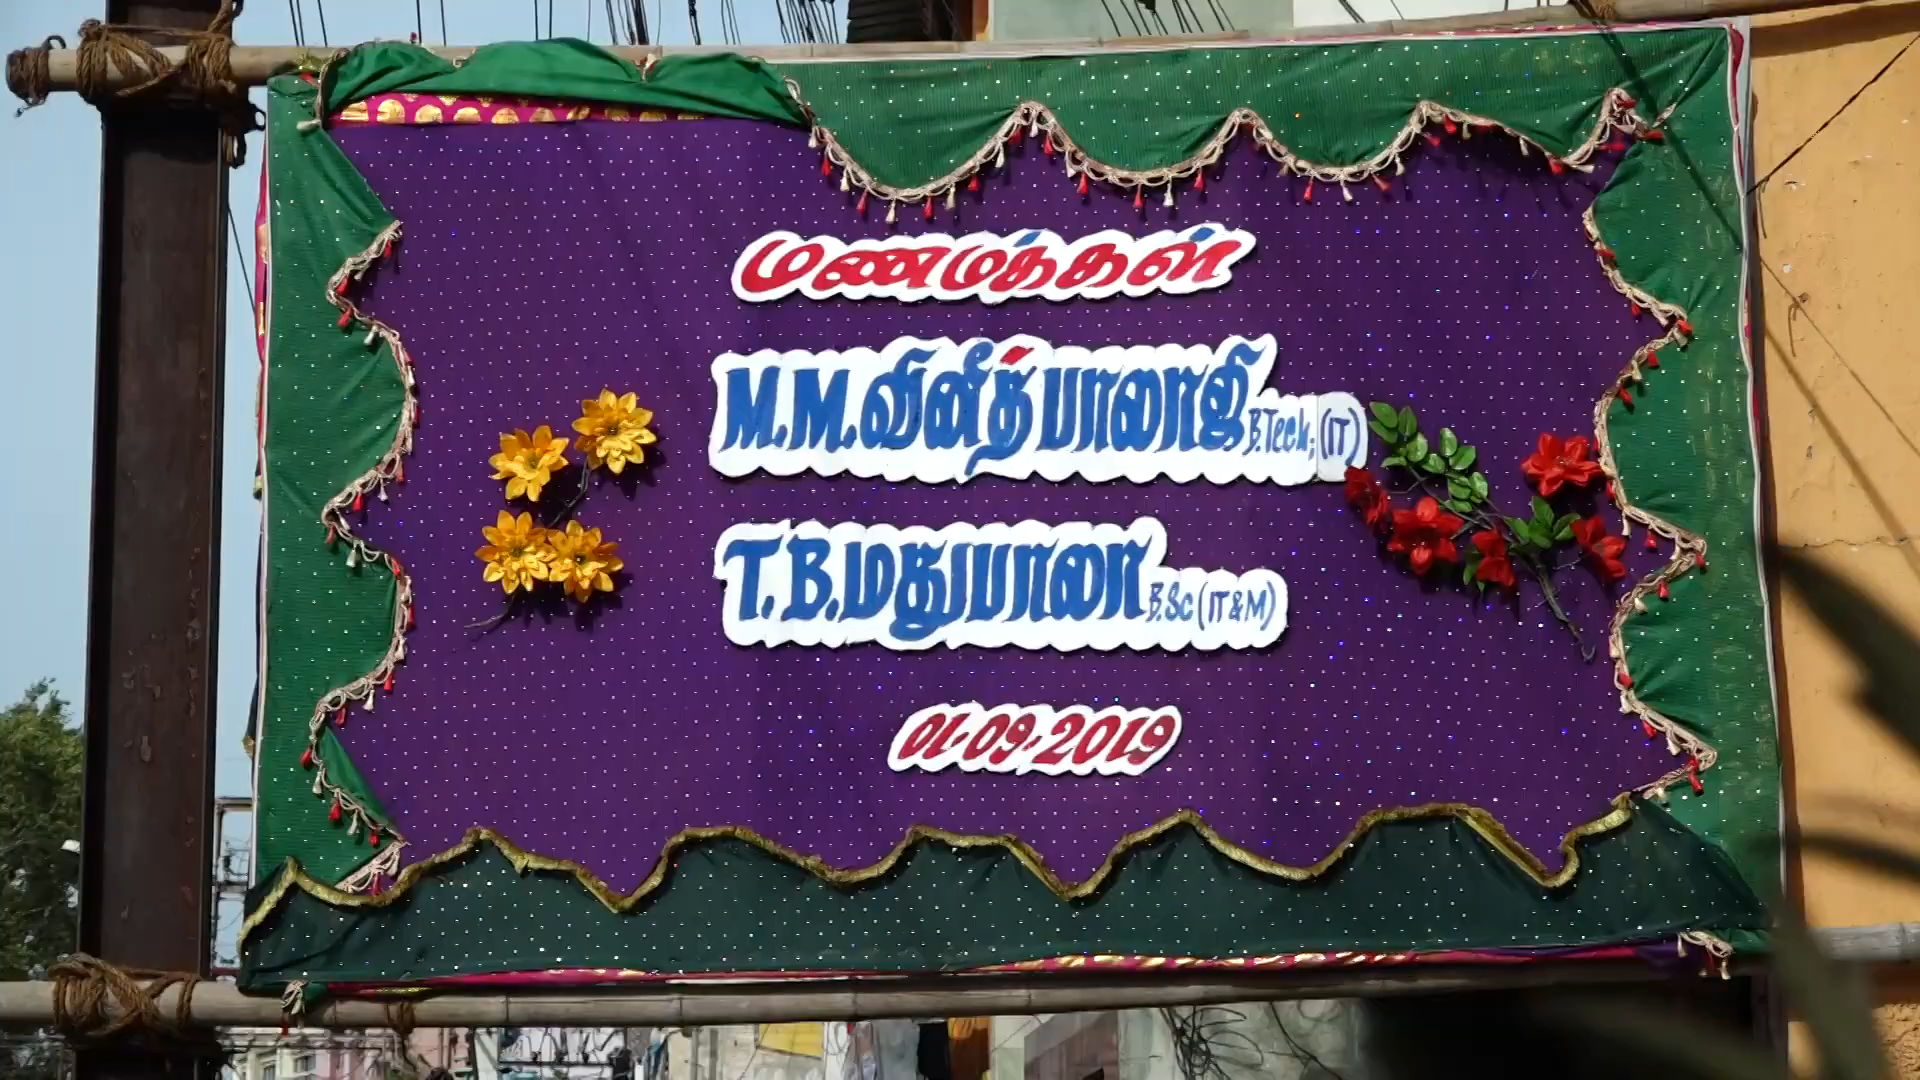 மணமக்கள்
M.M.வினீத் பாலாஜி B.Tech; (IT)
T.B.மதுபாலா B.Sc (IT&M)
01-09-2019